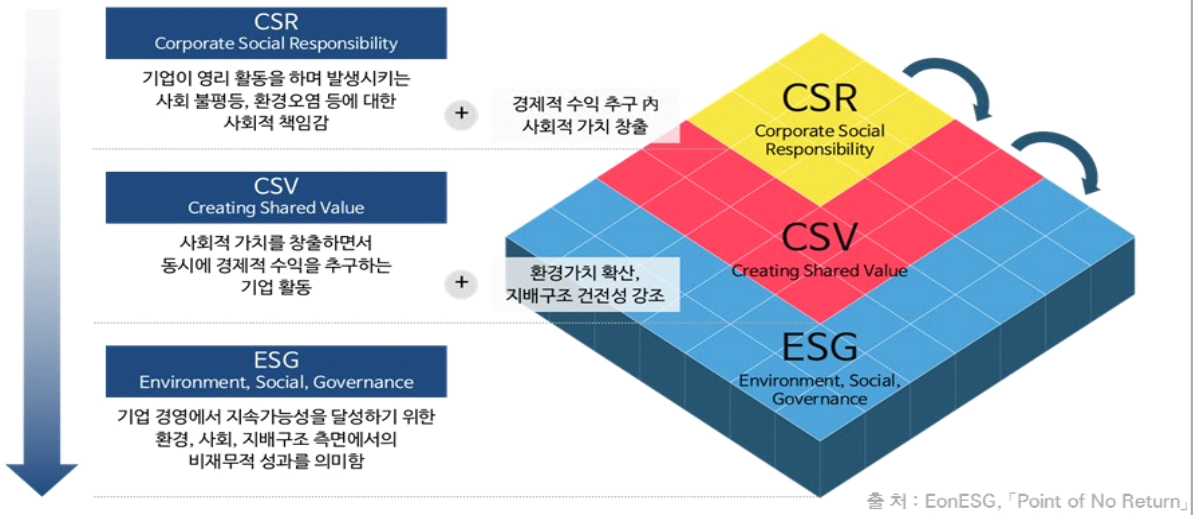 CSR
Corporate Social Responsibility
기업이 영리 활동을 하며 발생시키는
사회 불평등, 환경오염 등에 대한
사회적 책임감
+
경제적 수익 추구 內
사회적 가치 창출
CSV
Creating Shared Value
사회적 가치를 창출하면서
동시에 경제적 수익을 추구하는
기업 활동
+
환경가치 확산,
지배구조 건전성 강조
ESG
Environment, Social, Governance
기업 경영에서 지속가능성을 달성하기 위한
환경, 사회, 지배구조 측면에서의
비재무적 성과를 의미함
CSR
Corporate Social
Responsibility
CSV
Creating Shared Value
ESG
Environment, Social,
Governance
출 처 : EonESG, 「Point of No Return」